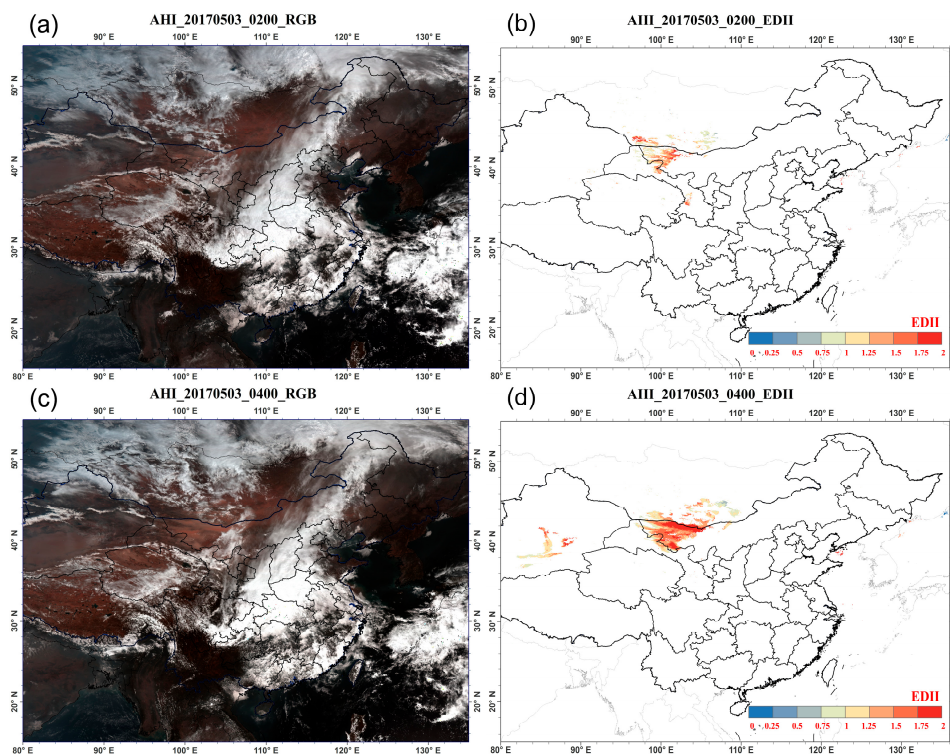 (a) AHI_20170503_0200_RGB
90° E 100° E 110° E 120° E 130° E
50° N
40° N
30° N
20° N
80° E 90° E 100° E 110° E 120° E 130° E
(b) AIII_20170503_0200_EDII
90° E 100° E 110° E 120° E 130° E
50° N
40° N
30° N
20° N
EDII
0 0.25 0.5 0.75 1 1.25 1.5 1.75 2
80° E 90° E 100° E 110° E 120° E 130° E
(c) AHI_20170503_0400_RGB
90° E 100° E 110° E 120° E 130° E
50° N
40° N
30° N
20° N
80° E 90° E 100° E 110° E 120° E 130° E
(d) AIII_20170503_0400_EDII
90° E 100° E 110° E 120° E 130° E
50° N
40° N
30° N
20° N
EDII
0 0.25 0.5 0.75 1 1.25 1.5 1.75 2
80° E 90° E 100° E 110° E 120° E 130° E